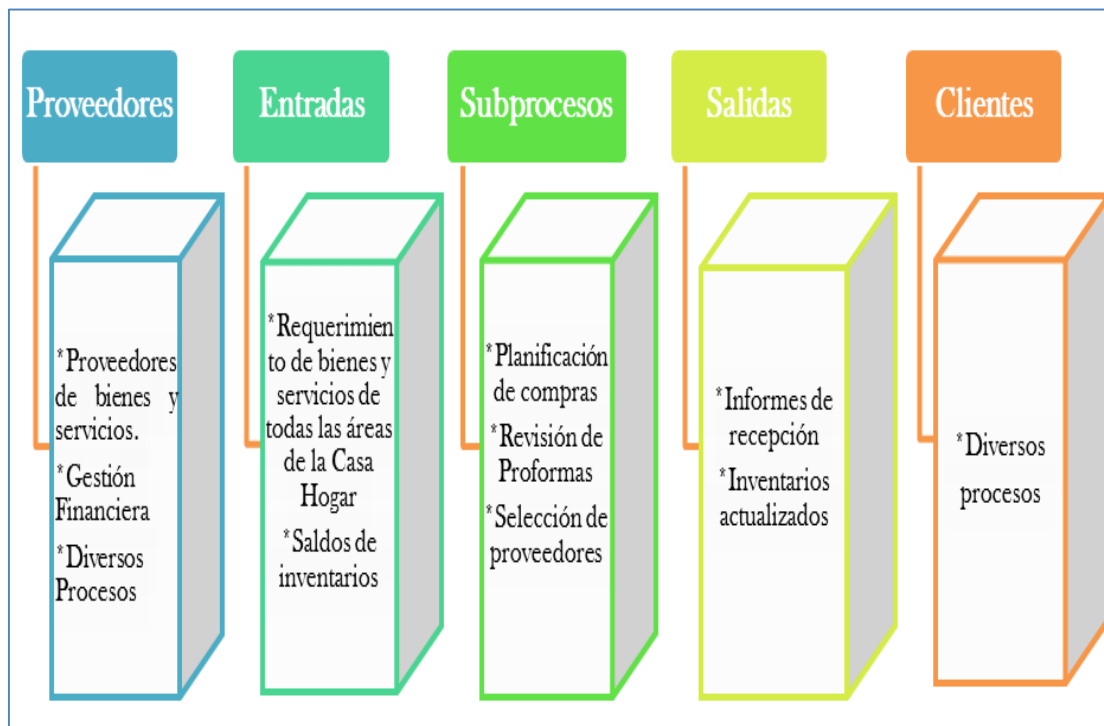 Proveedores
Entradas
Subprocesos
Salidas
Clientes
*Proveedores
de bienes y
servicios.
*Gestión
Financiera
*Diversos
Procesos
*Requerimien
to de bienes y
servicios de
todas las áreas
de la Casa
Hogar
*Saldos de
inventarios
*Planificación
de compras
*Revisión de
Proformas
*Selección de
proveedores
*Informes de
recepción
*Inventarios
actualizados
*Diversos
procesos